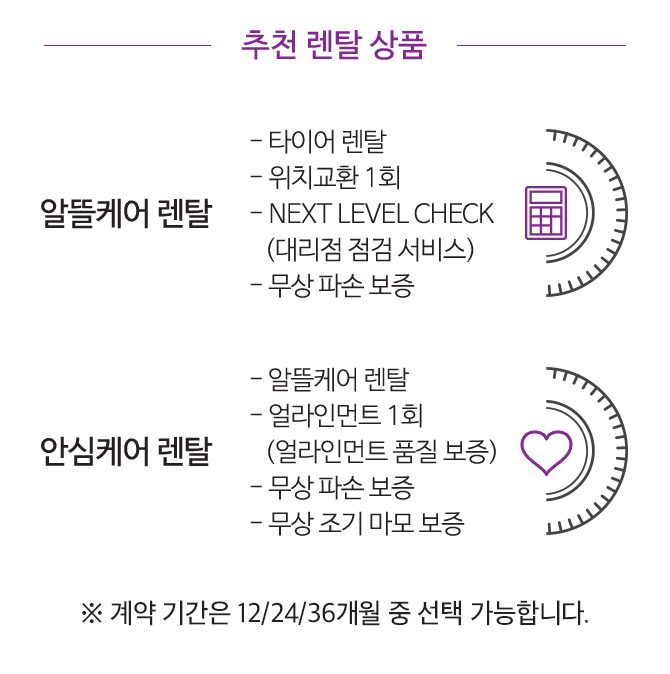 추천 렌탈 상품
알뜰케어 렌탈
- 타이어 렌탈
- 위치교환 1회
- NEXT LEVEL CHECK
(대리점 점검 서비스)
- 무상 파손 보증
안심케어 렌탈
- 알뜰케어 렌탈
- 얼라인먼트 1회
(얼라인먼트 품질 보증)
- 무상 파손 보증
- 무상 조기 마모 보증
※ 계약 기간은 12/24/36개월 중 선택 가능합니다.